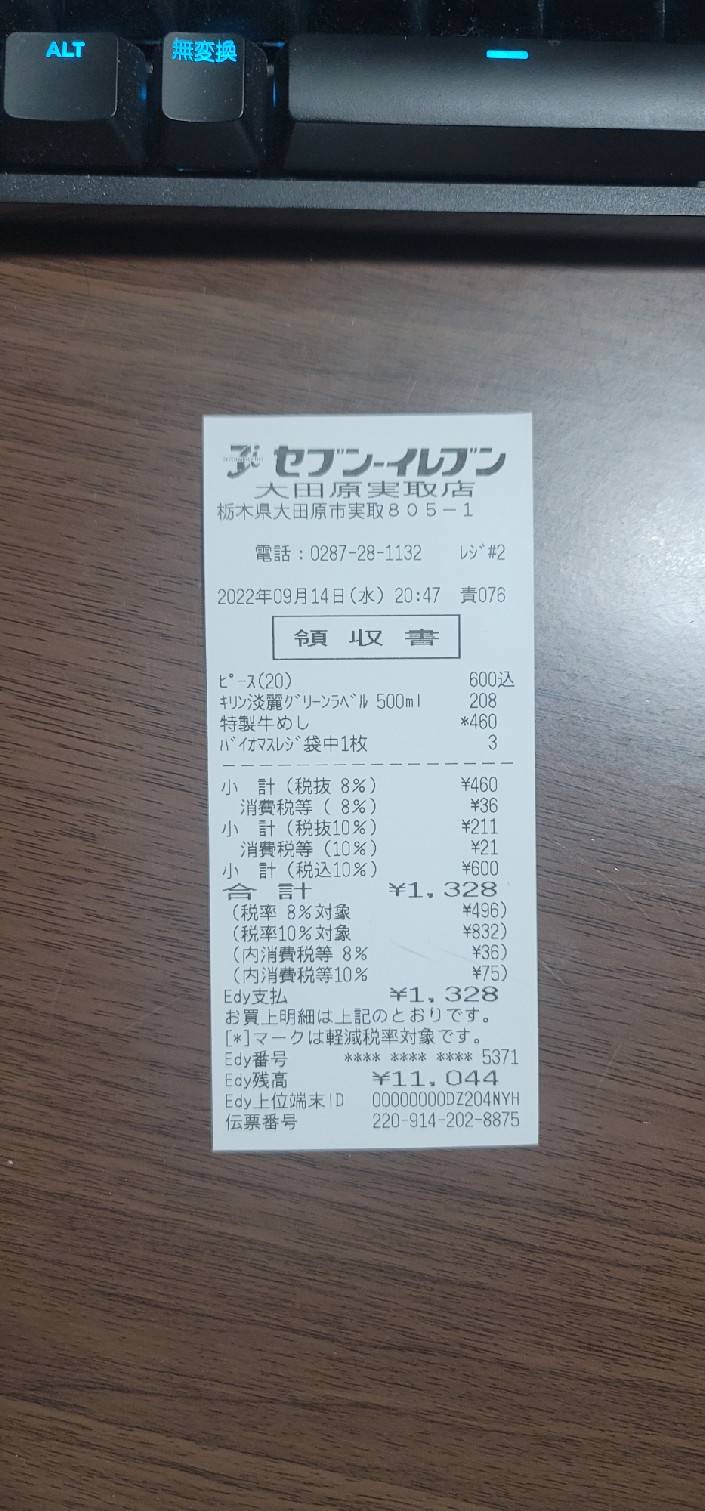 ALT
無変換
セブン-イレブン
大田原実取店
栃木県大田原市実取805-1
電話：0287-28-1132 レジ#2
2022年09月14日(水) 20:47 責076
領収書
ピース(20) 600込
キリン淡麗グリーンラベル 500ml 208
特製牛めし *460
バイオマスレジ袋中1枚 3
小 計(税抜 8%) ¥460
消費税等( 8%) ¥36
小 計(税抜10%) ¥211
消費税等(10%) ¥21
小 計(税込10%) ¥600
合 計 ¥1,328
(税率 8%対象 ¥496)
(税率10%対象 ¥832)
(内消費税等 8% ¥36)
(内消費税等10% ¥75)
Edy支払 ¥1,328
お買上明細は上記のとおりです。
[*]マークは軽減税率対象です。
Edy番号 **** **** **** 5371
Edy残高 ¥11,044
Edy上位端末ID 00000000DZ204NYH
伝票番号 220-914-202-8875